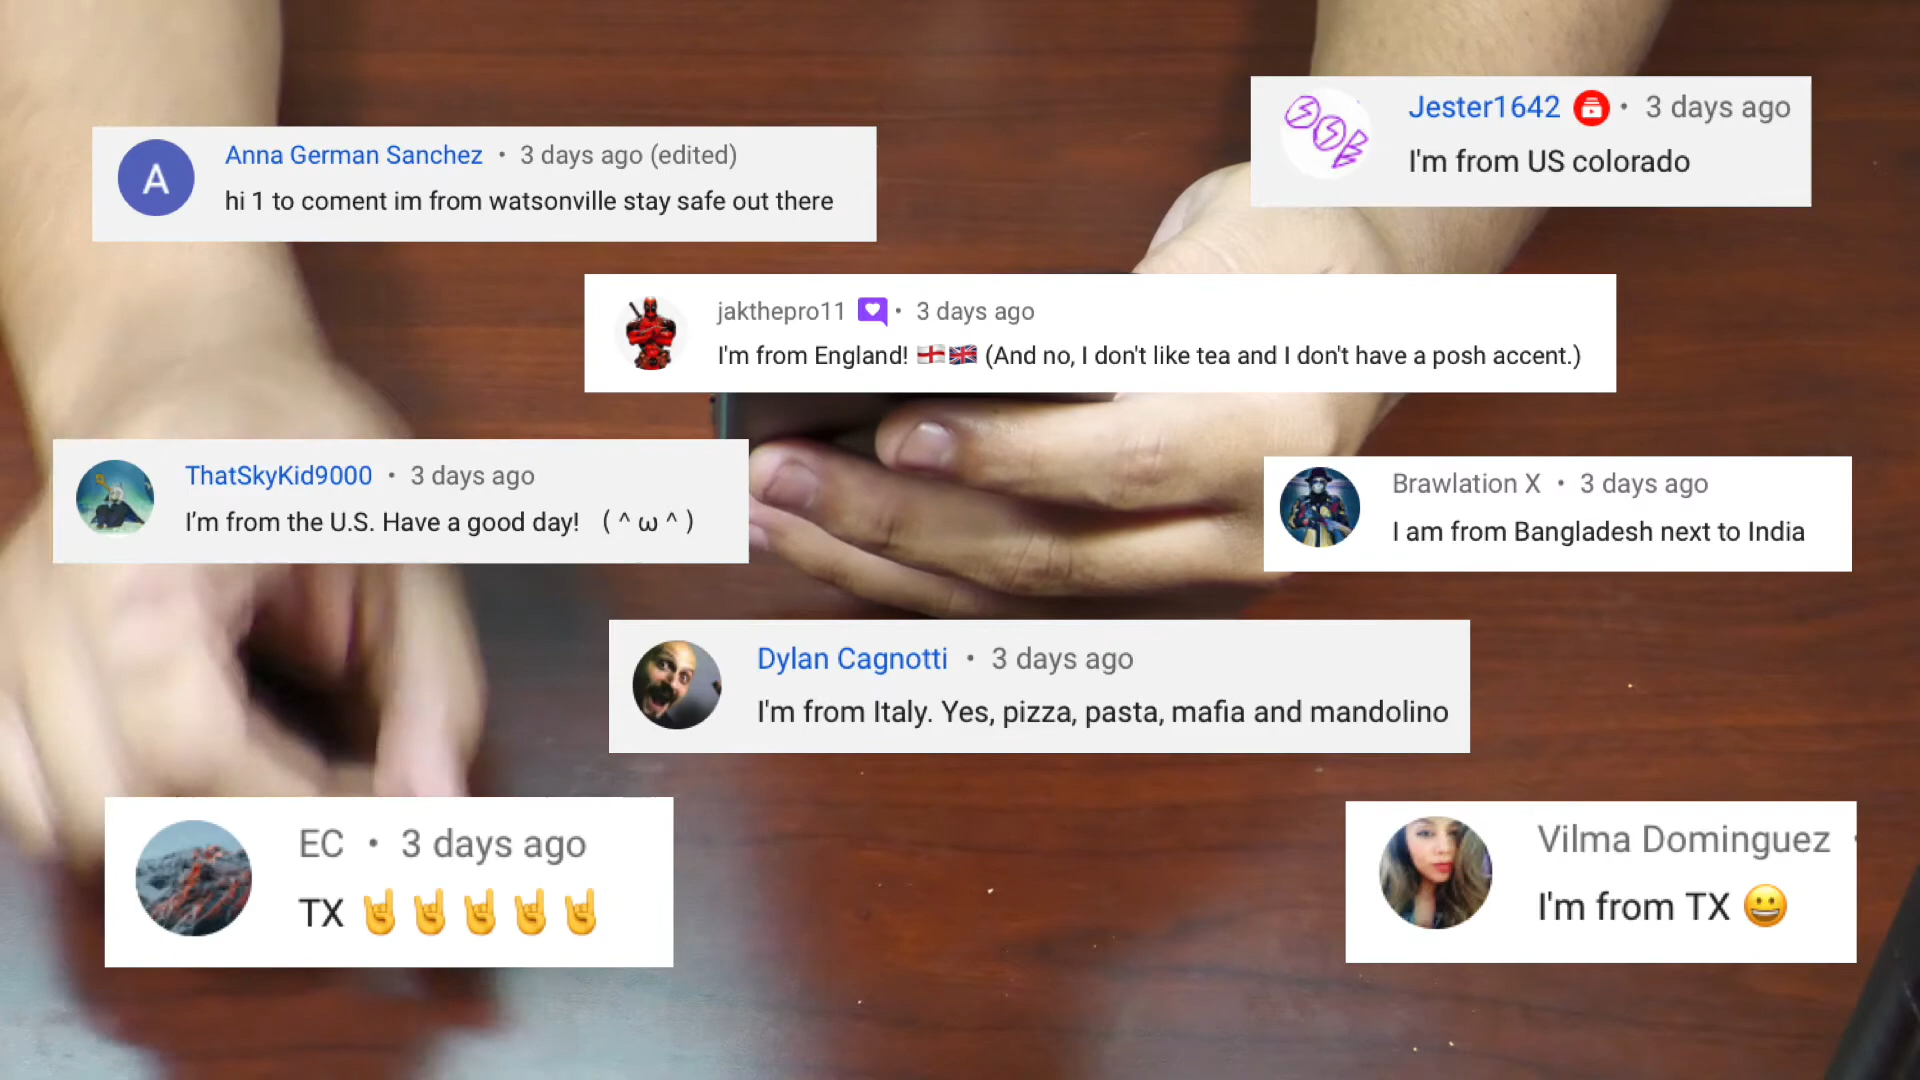 Jester1642 • 3 days ago
I'm from US colorado
A
Anna German Sanchez • 3 days ago (edited)
hi 1 to coment im from watsonville stay safe out there
jakthepro11 • 3 days ago
I'm from England! 🏴󠁧󠁢󠁥󠁮󠁧󠁿🇬🇧 (And no, I don't like tea and I don't have a posh accent.)
ThatSkyKid9000 • 3 days ago
I’m from the U.S. Have a good day! （＾ω＾）
Brawlation X • 3 days ago
I am from Bangladesh next to India
Dylan Cagnotti • 3 days ago
I'm from Italy. Yes, pizza, pasta, mafia and mandolino
EC • 3 days ago
TX 🤘🤘🤘🤘🤘
Vilma Dominguez
I'm from TX 😀